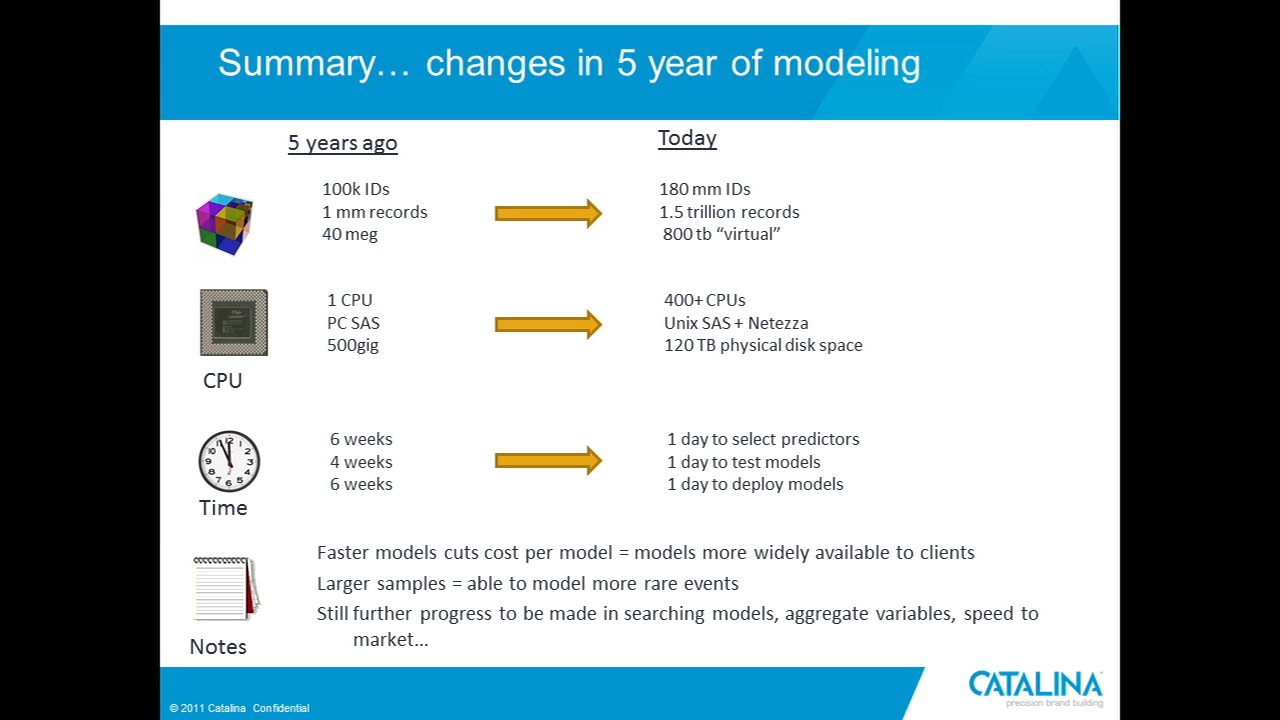 Summary… changes in 5 year of modeling
5 years ago
Today
100k IDs
1 mm records
40 meg
180 mm IDs
1.5 trillion records
800 tb “virtual”
1 CPU
PC SAS
500gig
400+ CPUs
Unix SAS + Netezza
120 TB physical disk space
CPU
6 weeks
4 weeks
6 weeks
1 day to select predictors
1 day to test models
1 day to deploy models
Time
Faster models cuts cost per model = models more widely available to clients
Larger samples = able to model more rare events
Still further progress to be made in searching models, aggregate variables, speed to
market…
Notes
CATALINA
precision brand building
© 2011 Catalina Confidential